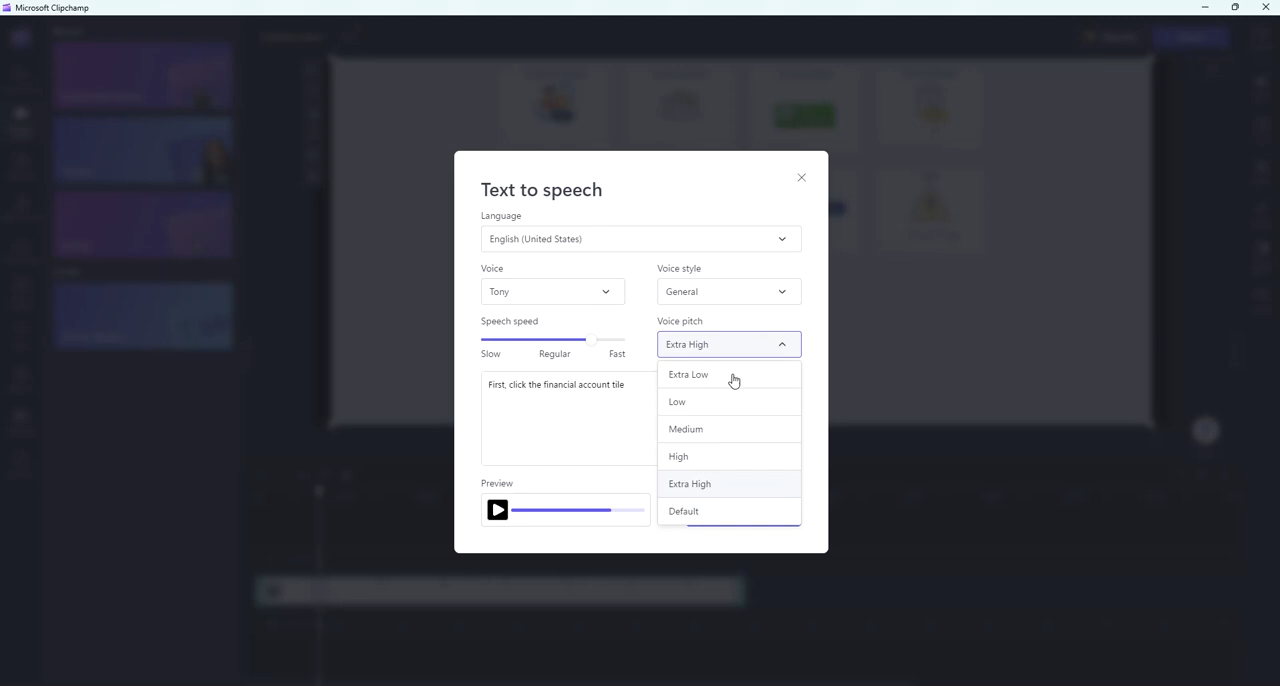 Microsoft Clipchamp
Text to speech
Language
English (United States)
Voice
Voice style
Tony
General
Speech speed
Voice pitch
Extra High
Slow Regular Fast
First, click the financial account tile
Extra Low
Low
Medium
High
Extra High
Default
Preview